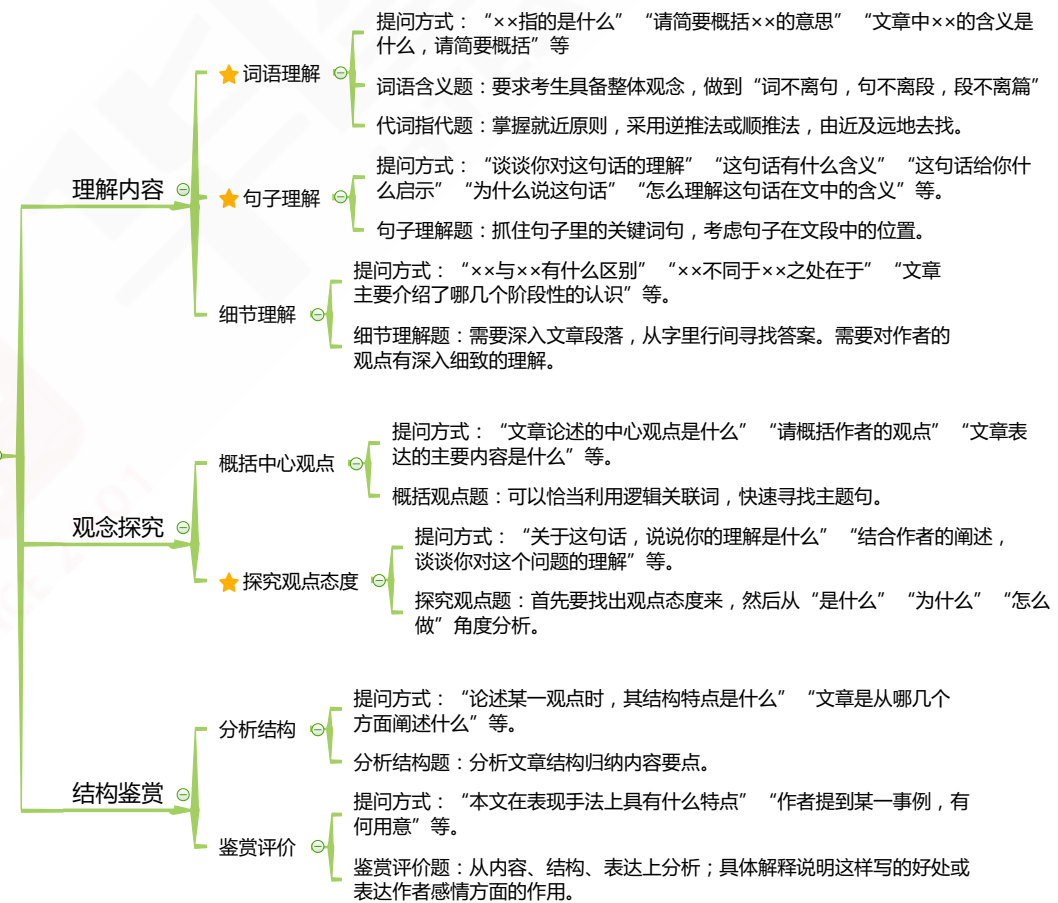 理解内容
词语理解
提问方式：“××指的是什么”“请简要概括××的意思”“文章中××的含义是
什么，请简要概括”等
词语含义题：要求考生具备整体观念，做到“词不离句，句不离段，段不离篇”
代词指代题：掌握就近原则，采用逆推法或顺推法，由近及远地去找。
句子理解
提问方式：“谈谈你对这句话的理解”“这句话有什么含义”“这句话给你什
么启示”“为什么说这句话”“怎么理解这句话在文中的含义”等。
句子理解题：抓住句子里的关键词句，考虑句子在文段中的位置。
细节理解
提问方式：“××与××有什么区别”“××不同于××之处在于”“文章
主要介绍了哪几个阶段性的认识”等。
细节理解题：需要深入文章段落，从字里行间寻找答案。需要对作者的
观点有深入细致的理解。
观念探究
概括中心观点
提问方式：“文章论述的中心观点是什么”“请概括作者的观点”“文章表
达的主要内容是什么”等。
概括观点题：可以恰当利用逻辑关联词，快速寻找主题句。
探究观点态度
提问方式：“关于这句话，说说你的理解是什么”“结合作者的阐述，
谈谈你对这个问题的理解”等。
探究观点题：首先要找出观点态度来，然后从“是什么”“为什么”“怎么
做”角度分析。
结构鉴赏
分析结构
提问方式：“论述某一观点时，其结构特点是什么”“文章是从哪几个
方面阐述什么”等。
分析结构题：分析文章结构归纳内容要点。
鉴赏评价
提问方式：“本文在表现手法上具有什么特点”“作者提到某一事例，有
何用意”等。
鉴赏评价题：从内容、结构、表达上分析；具体解释说明这样写的好处或
表达作者感情方面的作用。